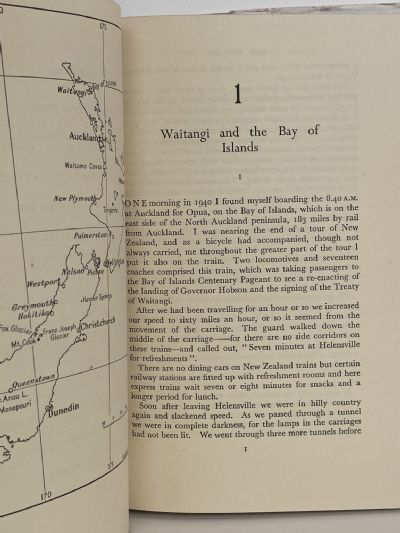 175
Waitangi
Bay of Islands
Auckland
Waitomo Caves
New Plymouth
Palmerston
Nelson
Picton
Westport
Greymouth
Hokitika
Hanmer Springs
Fox Glacier
Franz Joseph
Glacier
Mt. Cook
Christchurch
Queenstown
Anau L.
Manapouri
Dunedin
170
175
1
Waitangi and the Bay of
Islands
I
ONE morning in 1940 I found myself boarding the 8.40 A.M.
at Auckland for Opua, on the Bay of Islands, which is on the
east side of the North Auckland peninsula, 183 miles by rail
from Auckland. I was nearing the end of a tour of New
Zealand, and as a bicycle had accompanied, though not
always carried, me throughout the greater part of the tour I
put it also on the train. Two locomotives and seventeen
coaches comprised this train, which was taking passengers to
the Bay of Islands Centenary Pageant to see a re-enacting of
the landing of Governor Hobson and the signing of the Treaty
of Waitangi.
After we had been travelling for an hour or so we increased
our speed to sixty miles an hour, or so it seemed from the
movement of the carriage. The guard walked down the
middle of the carriage—for there are no side corridors on
these trains—and called out, "Seven minutes at Helensville
for refreshments".
There are no dining cars on New Zealand trains but certain
railway stations are fitted up with refreshment rooms and here
express trains wait seven or eight minutes for snacks and a
longer period for lunch.
Soon after leaving Helensville we were in hilly country
again and slackened speed. As we passed through a tunnel
we were in complete darkness, for the lamps in the carriages
had not been lit. We went through three more tunnels before
1